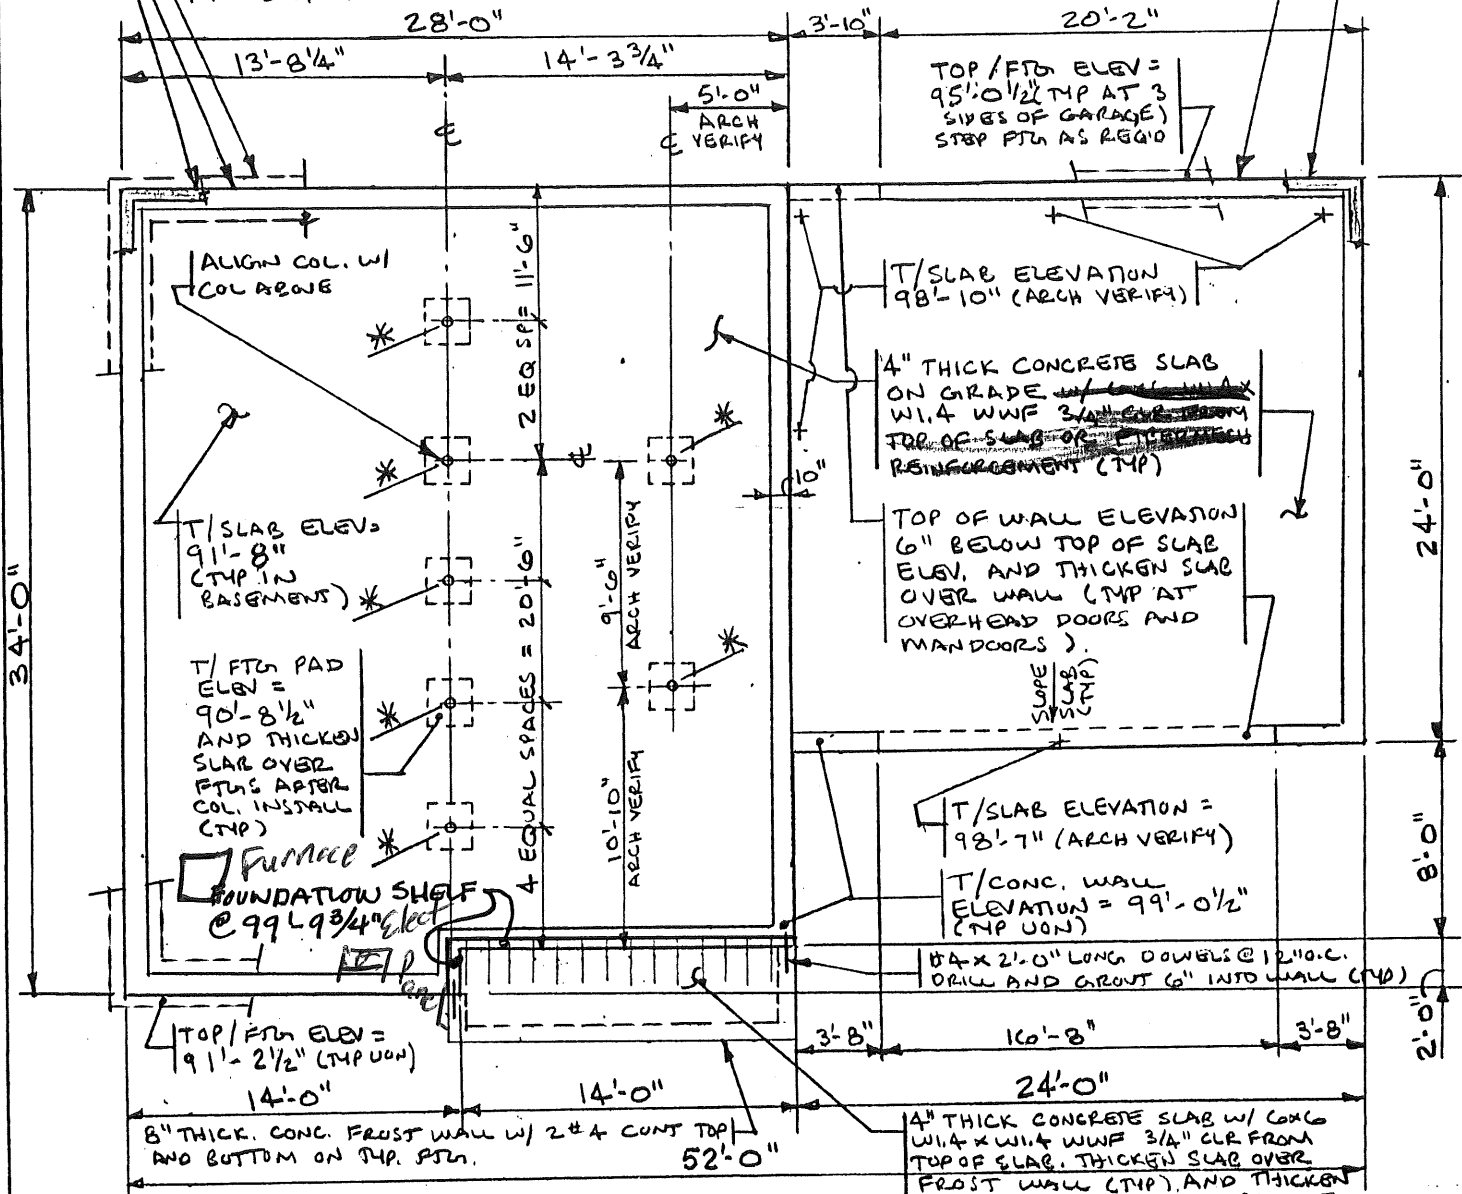 28'-0"
3'-10"
20'-2"
13'-8 1/4"
14'-3 3/4"
5'-0"
ARCH
VERIFY
TOP/FTG ELEV =
95'-0 1/2" (TYP AT 3
SIDES OF GARAGE)
STEP FTG AS REQ'D
ALIGN COL. W/
COL ABOVE
2 EQ SP = 11'-6"
T/SLAB ELEVATION
98'-10" (ARCH VERIFY)
4" THICK CONCRETE SLAB
ON GRADE
W1.4 WWF 3/4"
TOP OF SLAB OR FIBERMESH
REINFORCEMENT (TYP)
10"
24'-0"
34'-0"
T/SLAB ELEV=
91'-8"
(TYP IN
BASEMENT)
9'-6"
ARCH VERIFY
4 EQUAL SPACES = 20'-6"
TOP OF WALL ELEVATION
6" BELOW TOP OF SLAB
ELEV. AND THICKEN SLAB
OVER WALL (TYP AT
OVERHEAD DOORS AND
MANDOORS).
SLOPE
SLAB
(TYP)
T/FTG PAD
ELEV =
90'-8 1/2"
AND THICKEN
SLAB OVER
FTGS AFTER
COL. INSTALL
(TYP)
10'-10"
ARCH VERIFY
T/SLAB ELEVATION =
98'-7" (ARCH VERIFY)
8'-0"
Furnace
FOUNDATION SHELF
@ 99'-9 3/4"
Elect
Panel
T/CONC. WALL
ELEVATION = 99'-0 1/2"
(TYP UON)
#4 X 2'-0" LONG DOWELS @ 12" O.C.
DRILL AND GROUT 6" INTO WALL (TYP)
2'-0"
TOP/FTG ELEV =
91'-2 1/2" (TYP UON)
3'-8"
16'-8"
3'-8"
14'-0"
14'-0"
24'-0"
8" THICK. CONC. FROST WALL W/ 2 #4 CONT TOP
AND BOTTOM ON TYP. FTG.
52'-0"
4" THICK CONCRETE SLAB W/ 6x6
W1.4 x W1.4 WWF 3/4" CLR FROM
TOP OF SLAB. THICKEN SLAB OVER
FROST WALL (TYP). AND THICKEN